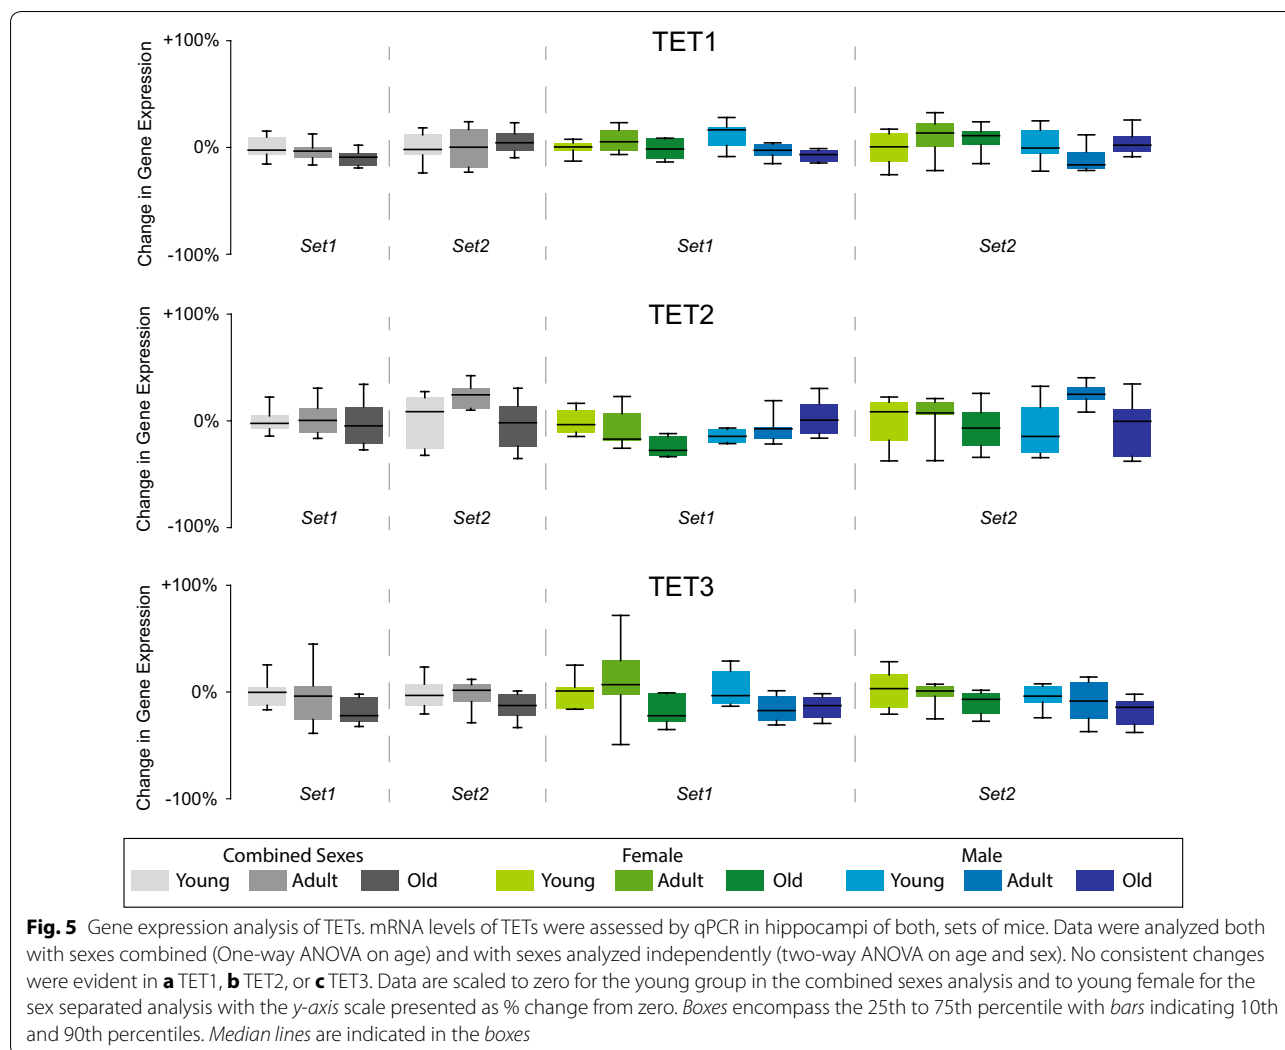 TET1
+100%
0%
-100%
Change in Gene Expression
Set1 Set2 Set1 Set2
TET2
+100%
0%
-100%
Change in Gene Expression
Set1 Set2 Set1 Set2
TET3
+100%
0%
-100%
Change in Gene Expression
Set1 Set2 Set1 Set2
Combined Sexes Female Male
Young Adult Old Young Adult Old Young Adult Old
Fig. 5 Gene expression analysis of TETs. mRNA levels of TETs were assessed by qPCR in hippocampi of both, sets of mice. Data were analyzed both
with sexes combined (One-way ANOVA on age) and with sexes analyzed independently (two-way ANOVA on age and sex). No consistent changes
were evident in a TET1, b TET2, or c TET3. Data are scaled to zero for the young group in the combined sexes analysis and to young female for the
sex separated analysis with the y-axis scale presented as % change from zero. Boxes encompass the 25th to 75th percentile with bars indicating 10th
and 90th percentiles. Median lines are indicated in the boxes